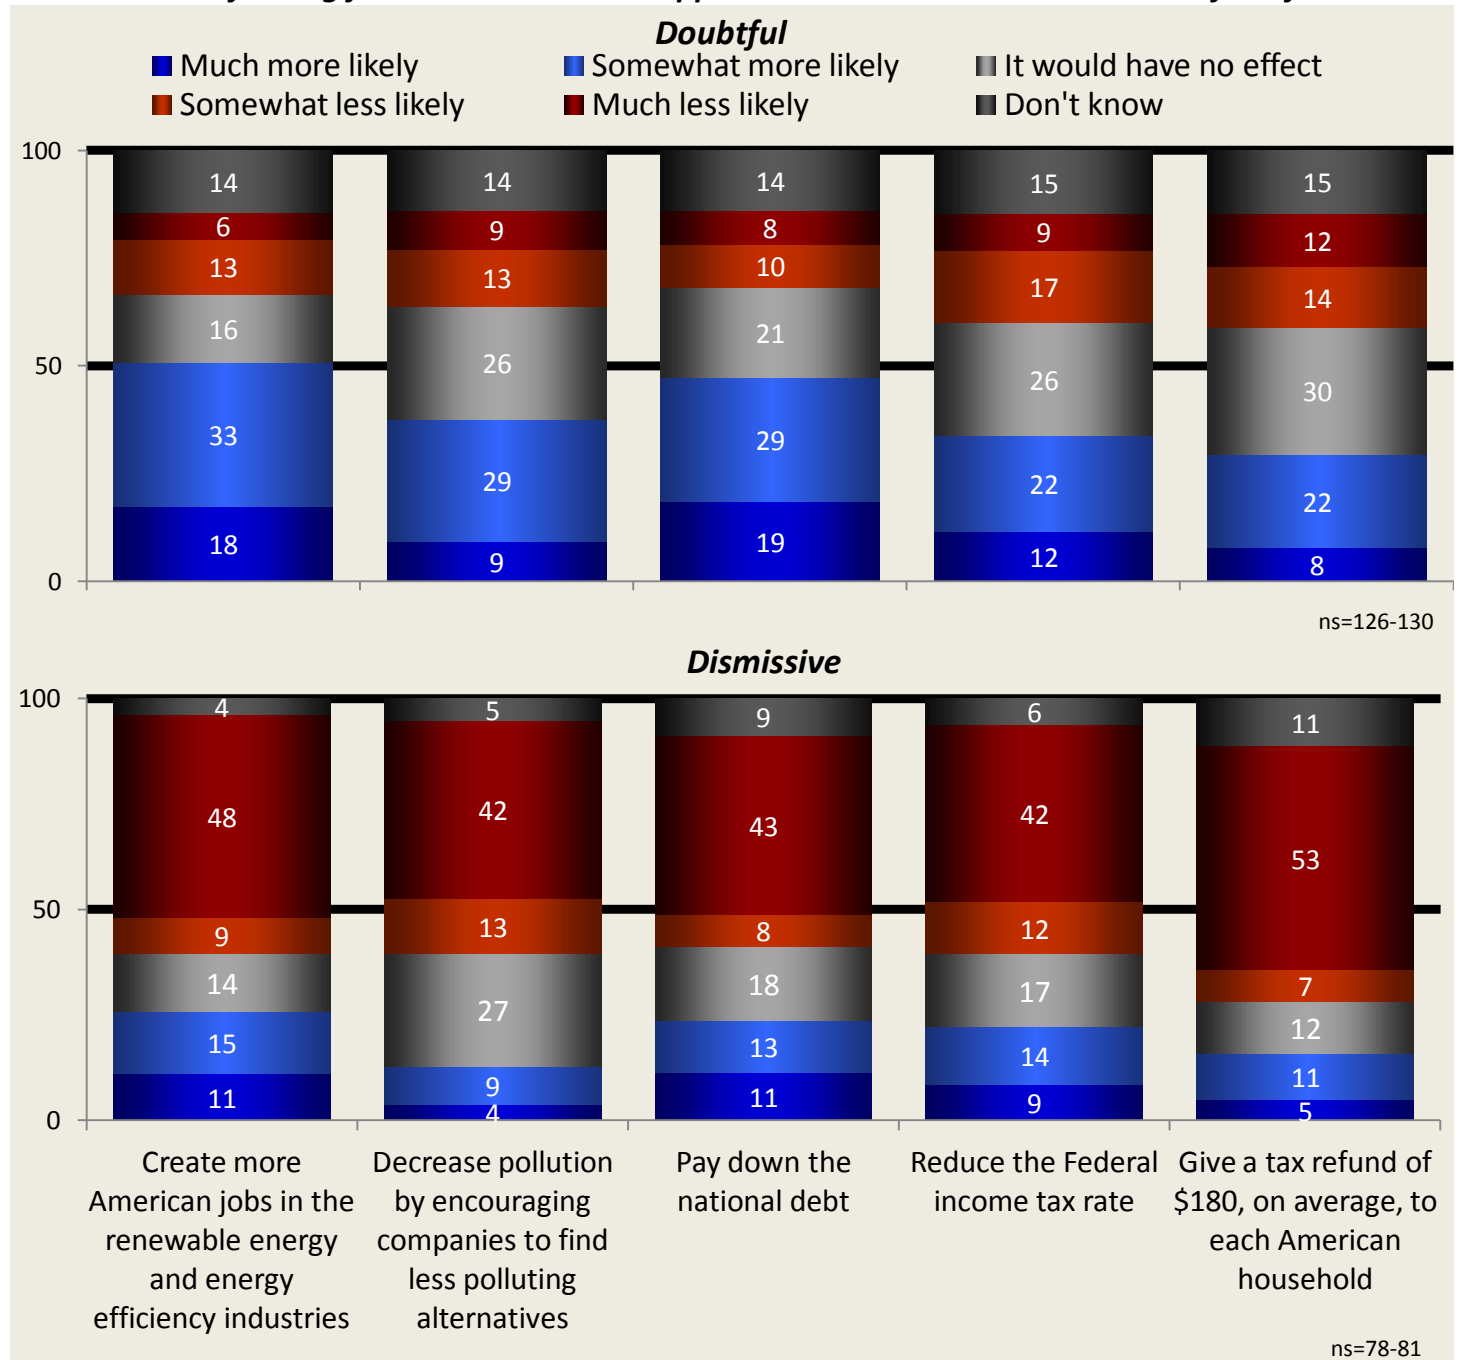 Doubtful
Much more likely Somewhat more likely It would have no effect
Somewhat less likely Much less likely Don't know
100
14 14 14 15 15
6 9 8 9 12
13 13 10 17 14
16 26 21 26 30
50
33 29 29 22 22
18 9 19 12 8
0
ns=126-130
Dismissive
100
4 5 9 6 11
48 42 43 42 53
50
9 13 8 12 7
14 27 18 17 12
15 9 13 14 11
11 4 11 9 5
0
Create more
American jobs in the
renewable energy
and energy
efficiency industries
Decrease pollution
by encouraging
companies to find
less polluting
alternatives
Pay down the
national debt
Reduce the Federal
income tax rate
Give a tax refund of
$180, on average, to
each American
household
ns=78-81